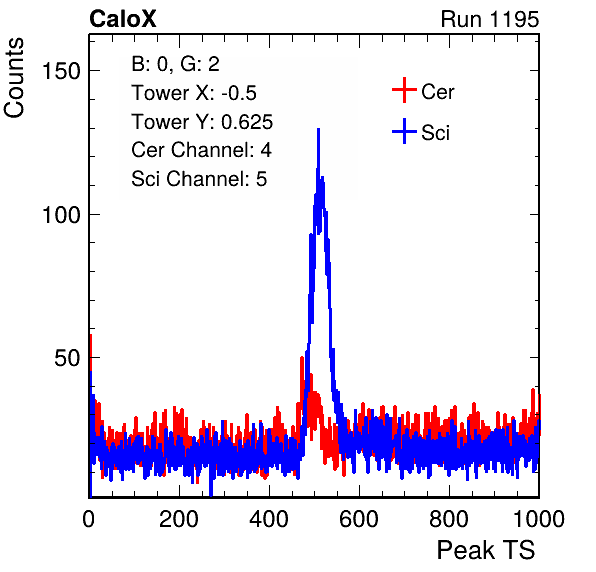 CaloX Run 1195
Counts
150
100
50
B: 0, G: 2
Tower X: -0.5
Tower Y: 0.625
Cer Channel: 4
Sci Channel: 5
Cer
Sci
0 200 400 600 800 1000
Peak TS